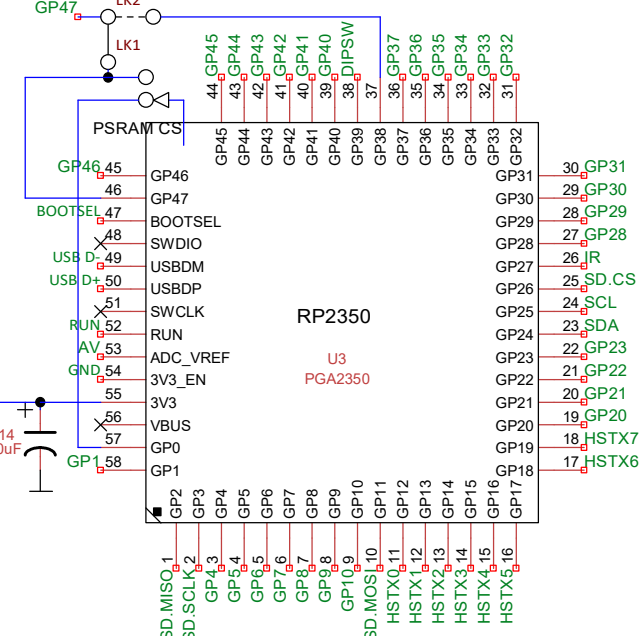 GP47
LK2
LK1
PSRAM CS
GP45
GP44
GP43
GP42
GP41
GP40
DIPSW
GP37
GP36
GP35
GP34
GP33
GP32
44
43
42
41
40
39
38
37
36
35
34
33
32
31
GP45
GP44
GP43
GP42
GP41
GP40
GP39
GP38
GP37
GP36
GP35
GP34
GP33
GP32
GP46 45 GP46
46 GP47
BOOTSEL 47 BOOTSEL
48 SWDIO
USB D- 49 USBDM
USB D+ 50 USBDP
51 SWCLK
RUN 52 RUN
AV 53 ADC_VREF
GND 54 3V3_EN
55 3V3
56 VBUS
57 GP0
GP1 58 GP1
RP2350
U3
PGA2350
GP31 30 GP31
GP30 29 GP30
GP29 28 GP29
GP28 27 GP28
GP27 26 IR
GP26 25 SD.CS
GP25 24 SCL
GP24 23 SDA
GP23 22 GP23
GP22 21 GP22
GP21 20 GP21
GP20 19 GP20
GP19 18 HSTX7
GP18 17 HSTX6
14
0uF
GP2
GP3
GP4
GP5
GP6
GP7
GP8
GP9
GP10
GP11
GP12
GP13
GP14
GP15
GP16
GP17
1
2
3
4
5
6
7
8
9
10
11
12
13
14
15
16
SD.MISO
SD.SCLK
GP4
GP5
GP6
GP7
GP8
GP9
GP10
SD.MOSI
HSTX0
HSTX1
HSTX2
HSTX3
HSTX4
HSTX5